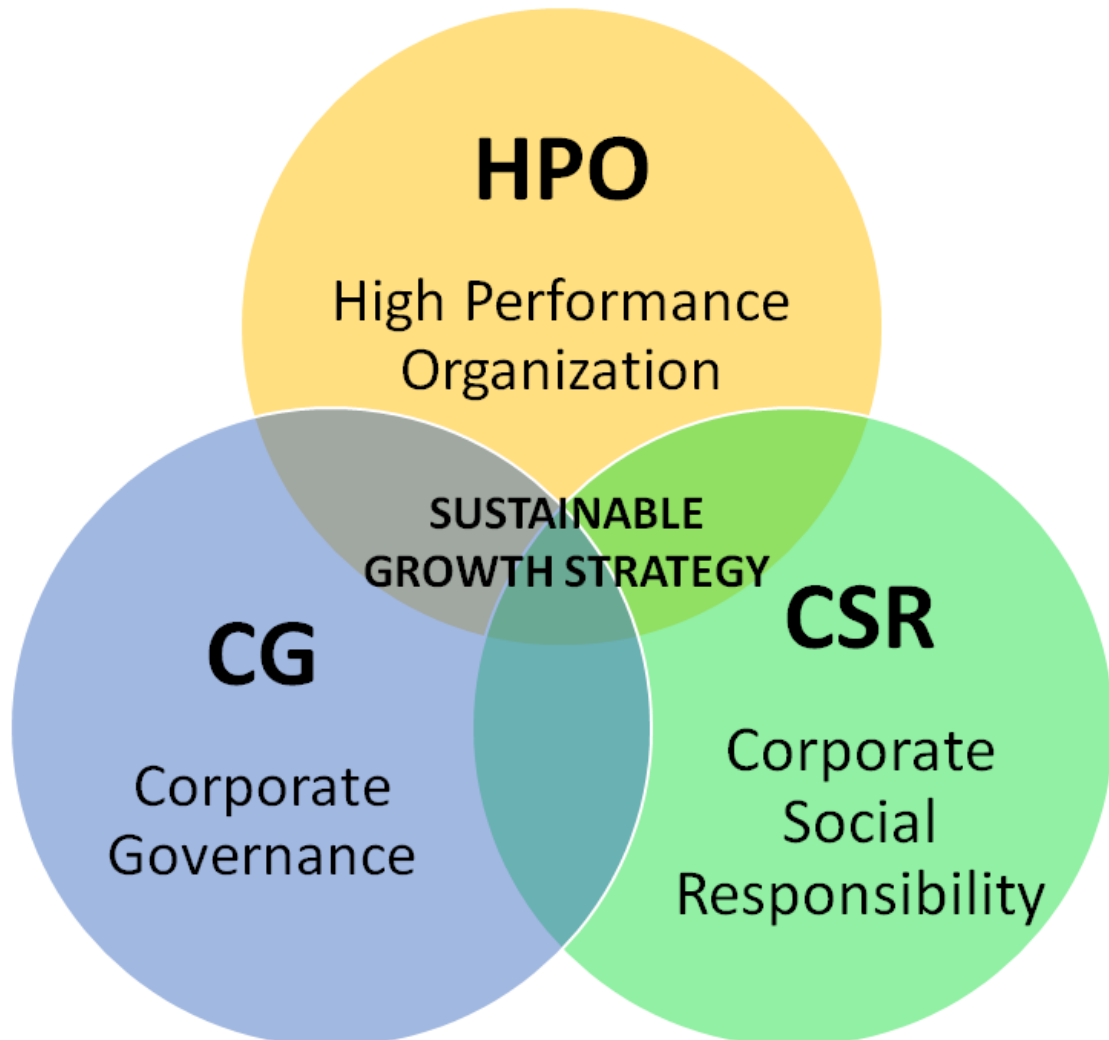 HPO
High Performance
Organization
SUSTAINABLE
GROWTH STRATEGY
CG
Corporate
Governance
CSR
Corporate
Social
Responsibility